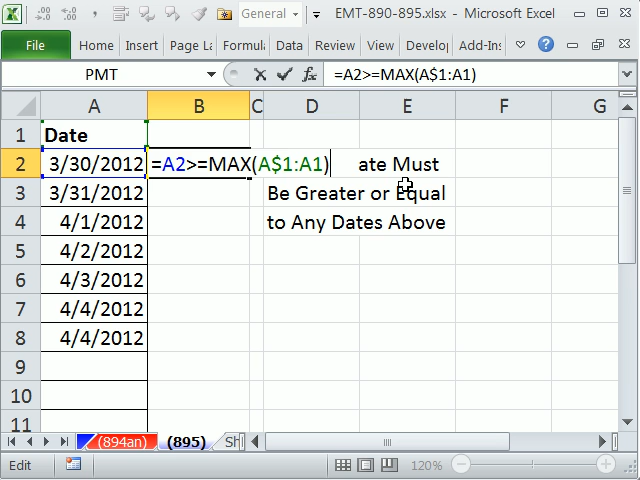 General
EMT-890-895.xlsx - Microsoft Excel
File Home Insert Page La Formula Data Review View Develo Add-Ins
PMT =A2>=MAX(A$1:A1)
A B C D E F G
1 Date
2 3/30/2012 =A2>=MAX(A$1:A1) ate Must
3 3/31/2012 Be Greater or Equal
4 4/1/2012 to Any Dates Above
5 4/2/2012
6 4/3/2012
7 4/4/2012
8 4/4/2012
9
10
11
(894an) (895) Sh
Edit 120%